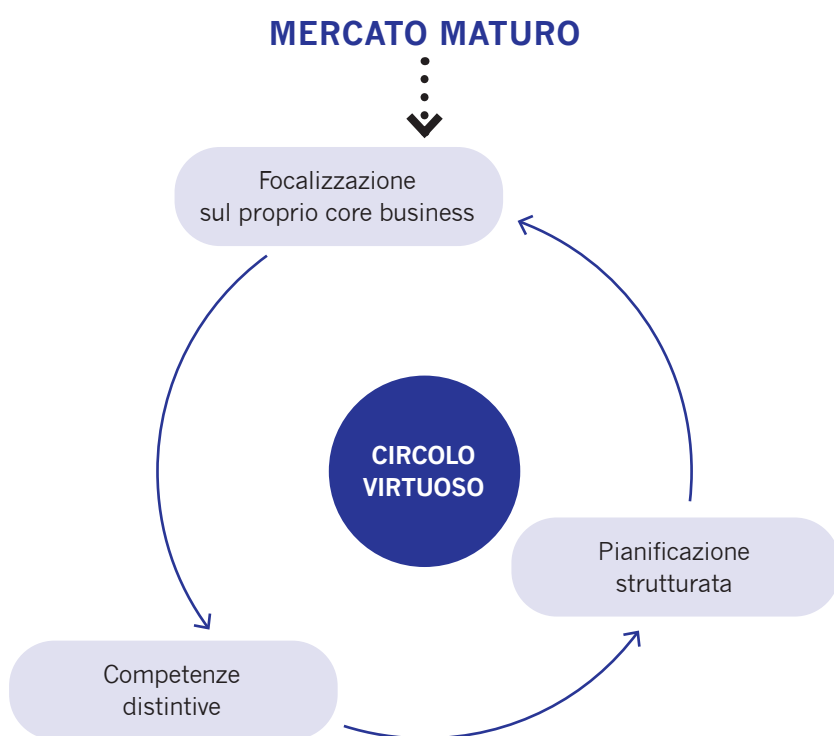 MERCATO MATURO
Focalizzazione
sul proprio core business
CIRCOLO
VIRTUOSO
Pianificazione
strutturata
Competenze
distintive